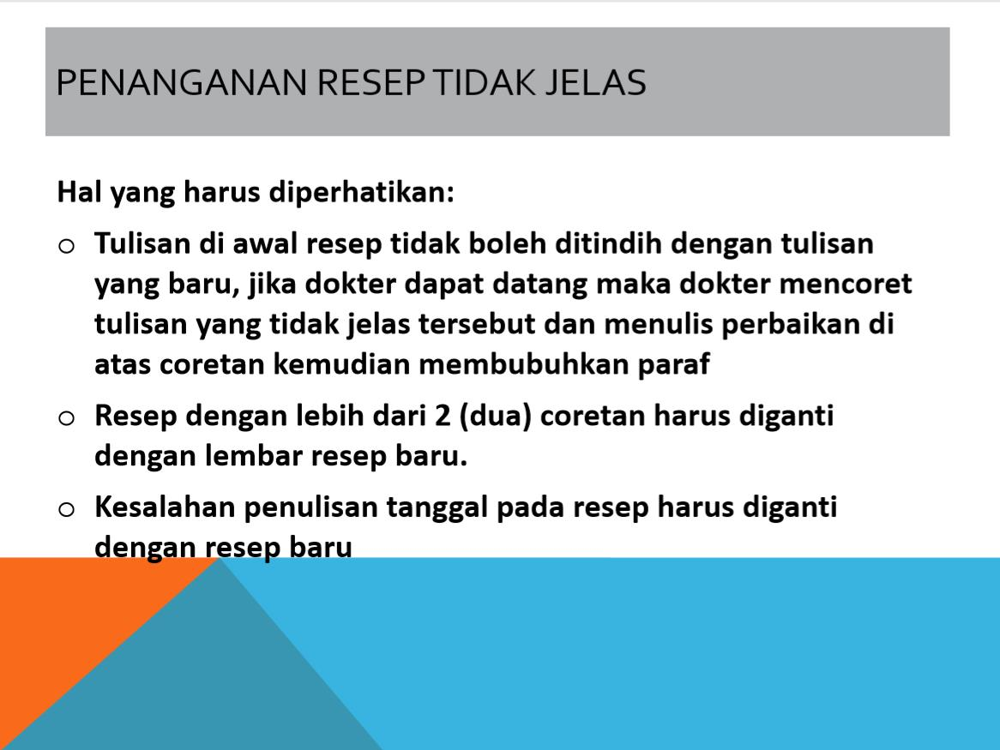 PENANGANAN RESEP TIDAK JELAS
Hal yang harus diperhatikan:
o Tulisan di awal resep tidak boleh ditindih dengan tulisan
yang baru, jika dokter dapat datang maka dokter mencoret
tulisan yang tidak jelas tersebut dan menulis perbaikan di
atas coretan kemudian membubuhkan paraf
o Resep dengan lebih dari 2 (dua) coretan harus diganti
dengan lembar resep baru.
o Kesalahan penulisan tanggal pada resep harus diganti
dengan resep baru